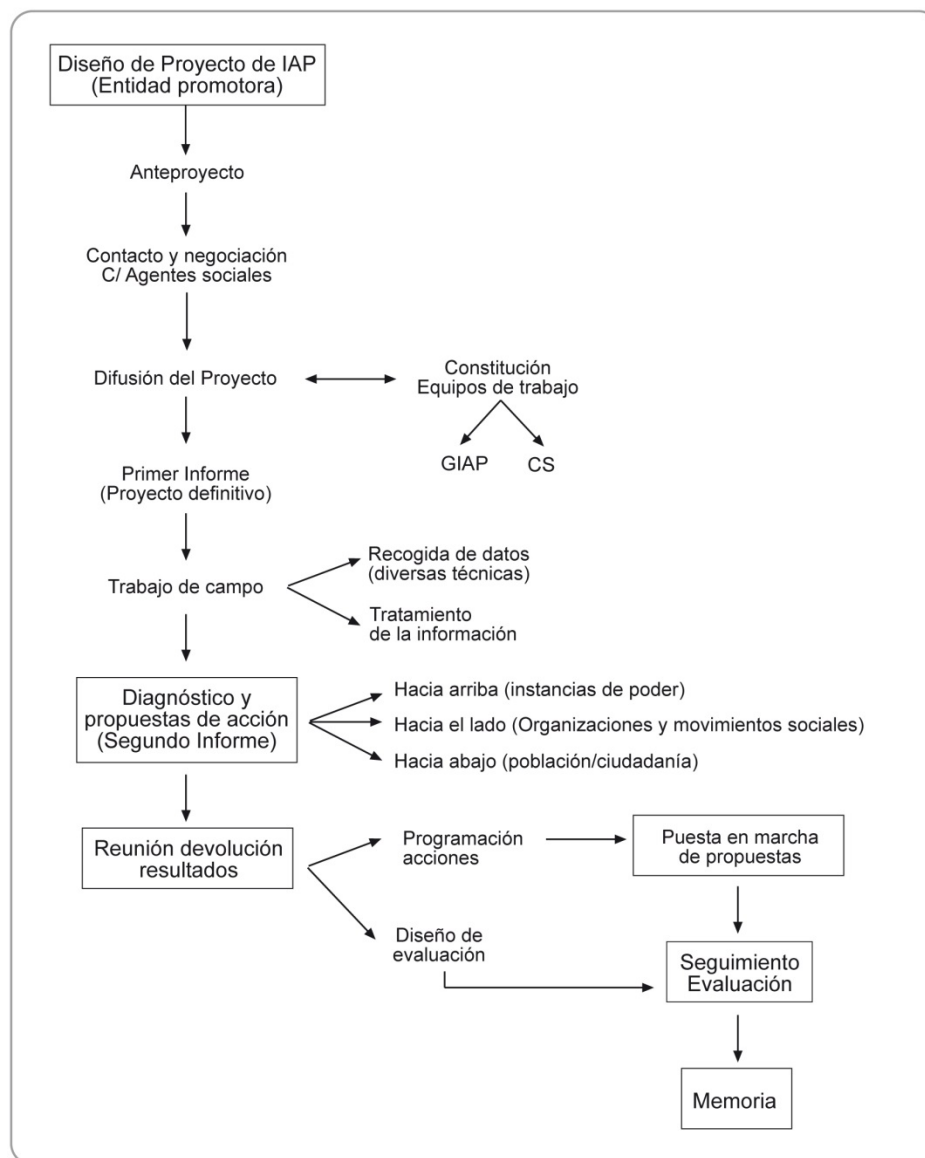 Diseño de Proyecto de IAP
(Entidad promotora)
Anteproyecto
Contacto y negociación
C/ Agentes sociales
Difusión del Proyecto
Constitución
Equipos de trabajo
GIAP
CS
Primer Informe
(Proyecto definitivo)
Trabajo de campo
Recogida de datos
(diversas técnicas)
Tratamiento
de la información
Diagnóstico y
propuestas de acción
(Segundo Informe)
Hacia arriba (instancias de poder)
Hacia el lado (Organizaciones y movimientos sociales)
Hacia abajo (población/ciudadanía)
Reunión devolución
resultados
Programación
acciones
Puesta en marcha
de propuestas
Diseño de
evaluación
Seguimiento
Evaluación
Memoria